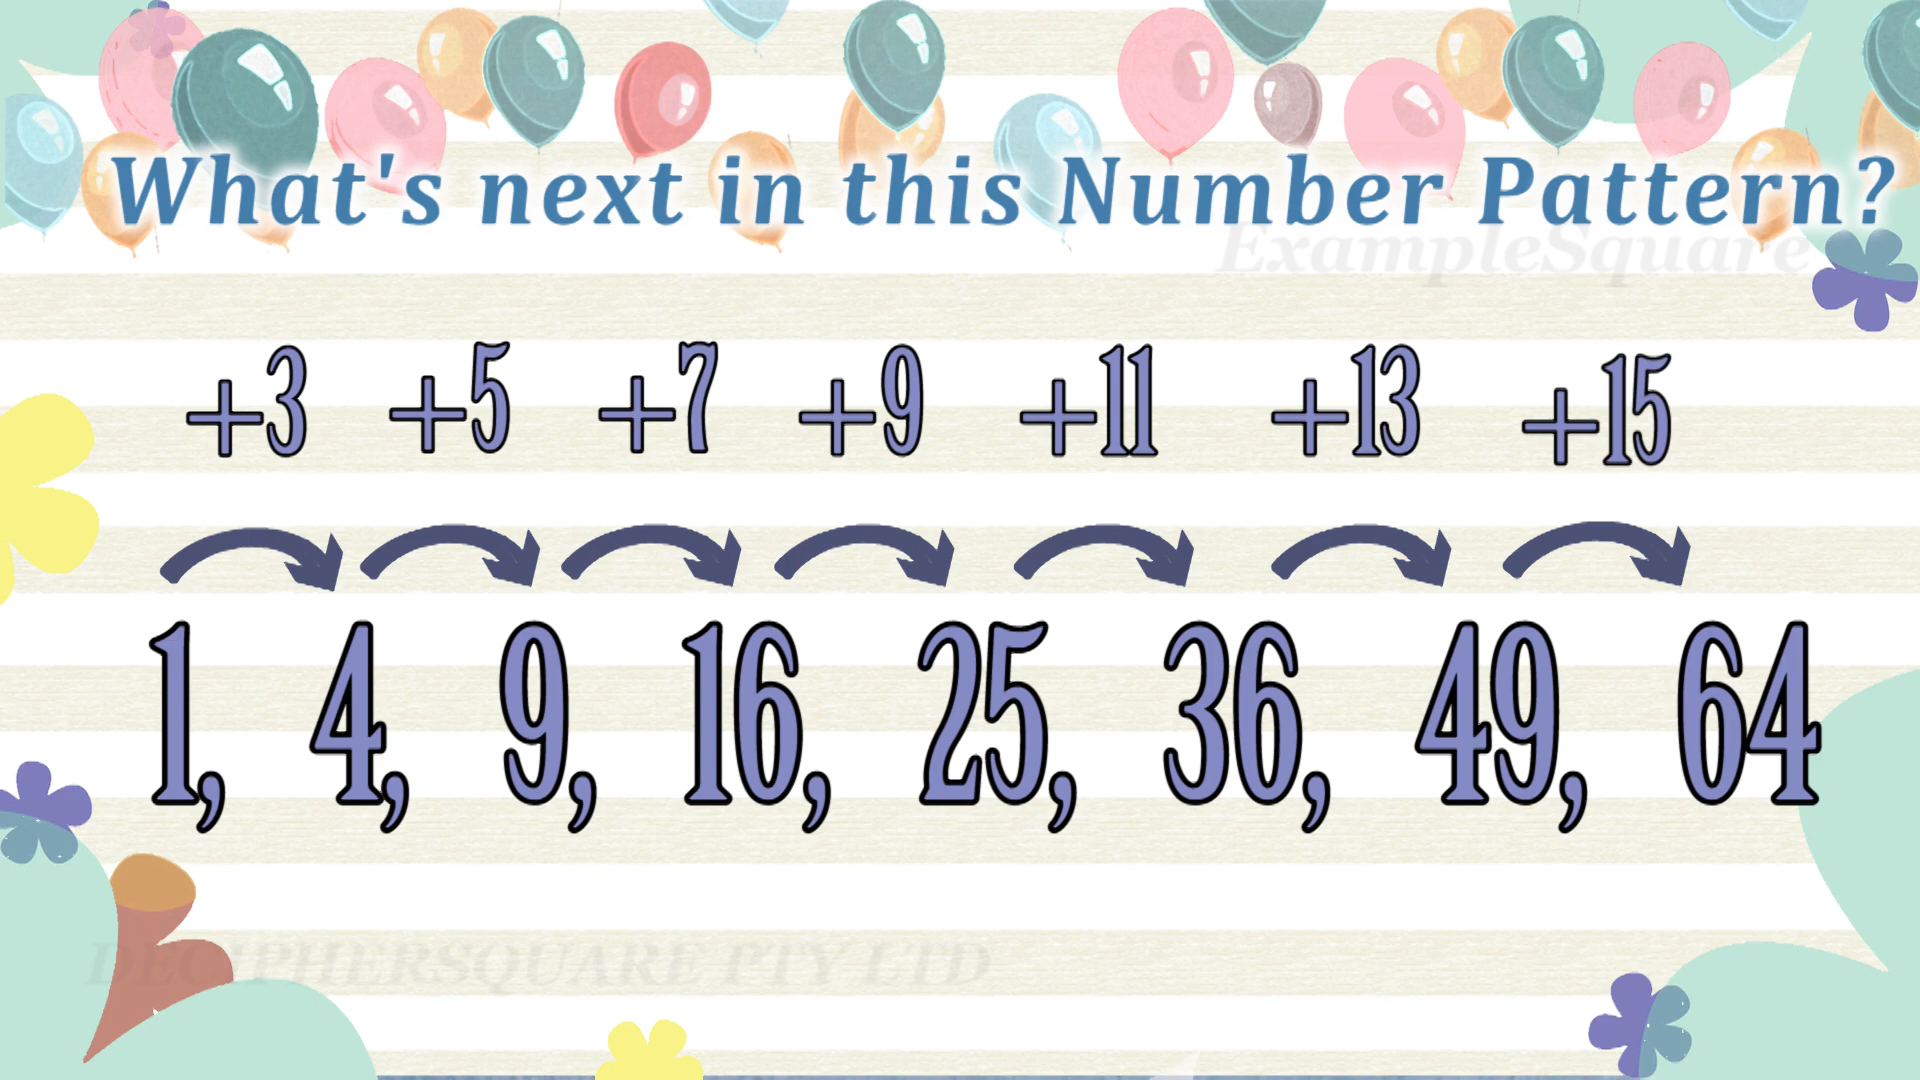 What's next in this Number Pattern?
ExampleSquare
+3 +5 +7 +9 +11 +13 +15
1, 4, 9, 16, 25, 36, 49, 64
DECIPHERSQUARE PTY LTD